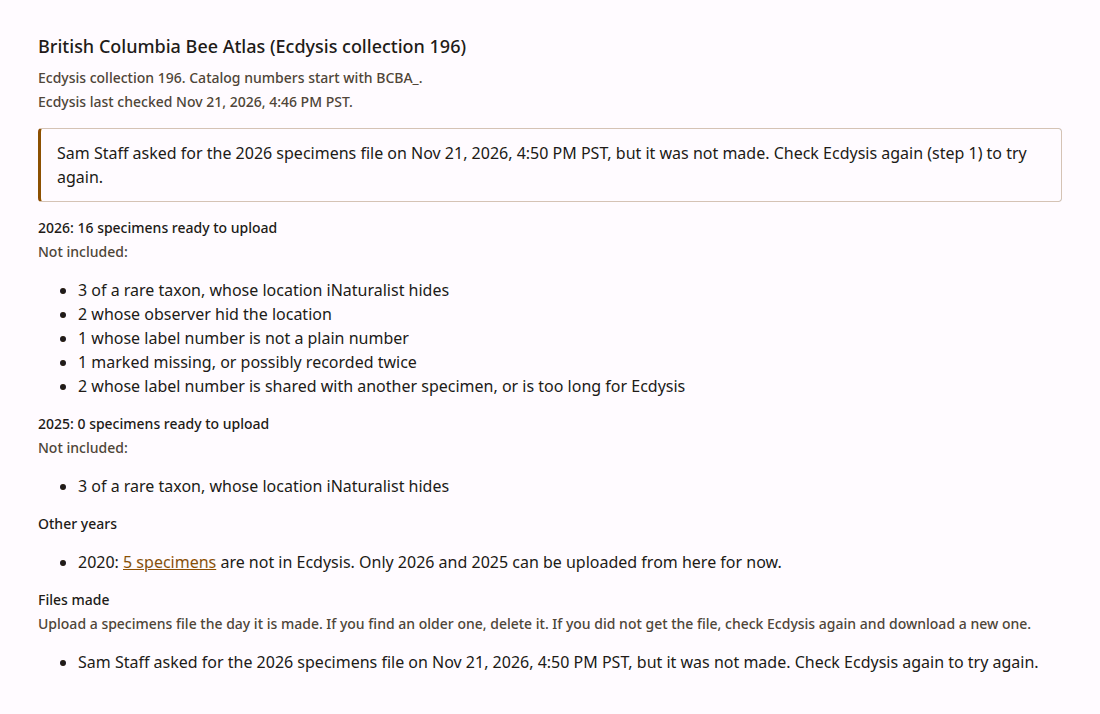 British Columbia Bee Atlas (Ecdysis collection 196)
Ecdysis collection 196. Catalog numbers start with BCBA_.
Ecdysis last checked Nov 21, 2026, 4:46 PM PST.
Sam Staff asked for the 2026 specimens file on Nov 21, 2026, 4:50 PM PST, but it was not made. Check Ecdysis again (step 1) to try
again.
2026: 16 specimens ready to upload
Not included:
• 3 of a rare taxon, whose location iNaturalist hides
• 2 whose observer hid the location
• 1 whose label number is not a plain number
• 1 marked missing, or possibly recorded twice
• 2 whose label number is shared with another specimen, or is too long for Ecdysis
2025: 0 specimens ready to upload
Not included:
• 3 of a rare taxon, whose location iNaturalist hides
Other years
• 2020: 5 specimens are not in Ecdysis. Only 2026 and 2025 can be uploaded from here for now.
Files made
Upload a specimens file the day it is made. If you find an older one, delete it. If you did not get the file, check Ecdysis again and download a new one.
• Sam Staff asked for the 2026 specimens file on Nov 21, 2026, 4:50 PM PST, but it was not made. Check Ecdysis again to try again.